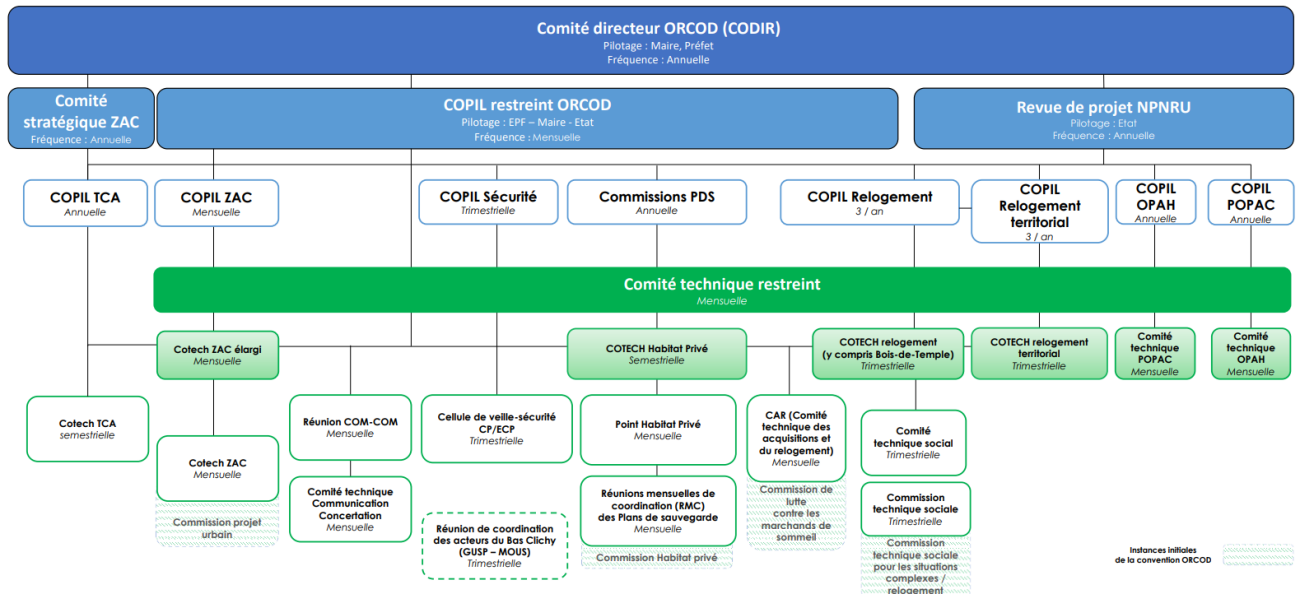 Comité directeur ORCOD (CODIR)
Pilotage : Maire, Préfet
Fréquence : Annuelle
Comité
stratégique ZAC
Fréquence : Annuelle
COPIL restreint ORCOD
Pilotage : EPF – Maire - Etat
Fréquence : Mensuelle
Revue de projet NPNRU
Pilotage : Etat
Fréquence : Annuelle
COPIL TCA
Annuelle
COPIL ZAC
Mensuelle
COPIL Sécurité
Trimestrielle
Commissions PDS
Annuelle
COPIL Relogement
3 / an
COPIL
Relogement
territorial
3 / an
COPIL
OPAH
Annuelle
COPIL
POPAC
Annuelle
Comité technique restreint
Mensuelle
Cotech ZAC élargi
Mensuelle
COTECH Habitat Privé
Semestrielle
COTECH relogement
(y compris Bois-de-Temple)
Trimestrielle
COTECH relogement
territorial
Trimestrielle
Comité
technique
POPAC
Mensuelle
Comité
technique
OPAH
Mensuelle
Cotech TCA
semestrielle
Cotech ZAC
Mensuelle
Commission projet
urbain
Réunion COM-COM
Mensuelle
Comité technique
Communication
Concertation
Mensuelle
Cellule de veille-sécurité
CP/ECP
Trimestrielle
Réunion de coordination
des acteurs du Bas Clichy
(GUSP – MOUS)
Trimestrielle
Point Habitat Privé
Mensuelle
Réunions mensuelles de
coordination (RMC)
des Plans de sauvegarde
Mensuelle
Commission Habitat privé
CAR (Comité
technique des
acquisitions et
du relogement)
Mensuelle
Commission de
lutte
contre les
marchands de
sommeil
Comité
technique social
Trimestrielle
Commission
technique sociale
Trimestrielle
Commission
technique sociale
pour les situations
complexes /
relogement
Instances initiales
de la convention ORCOD